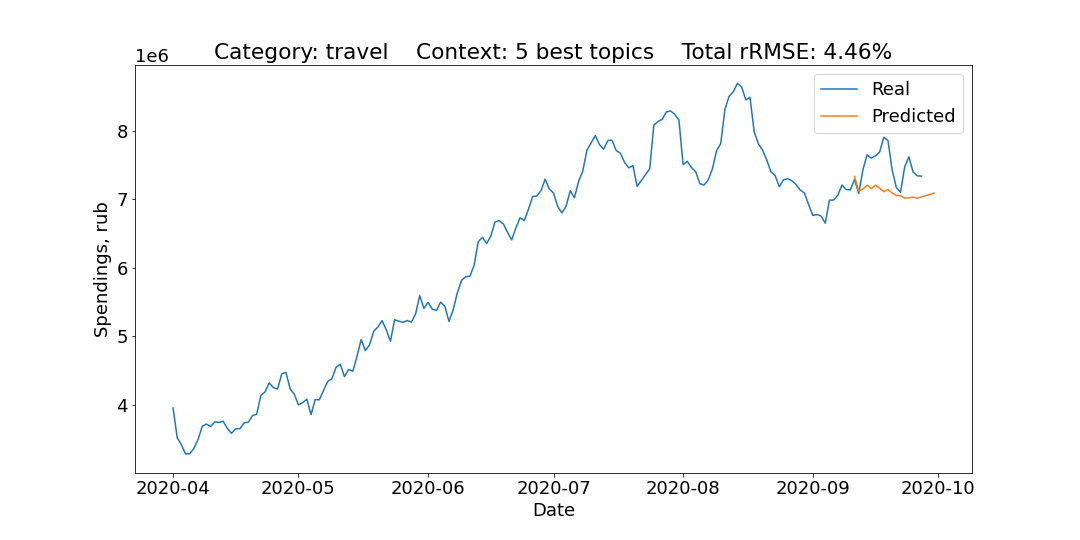 Category: travel    Context: 5 best topics    Total rRMSE: 4.46%
1e6
Real
Predicted
8
7
6
5
4
Spendings, rub
2020-04
2020-05
2020-06
2020-07
2020-08
2020-09
2020-10
Date